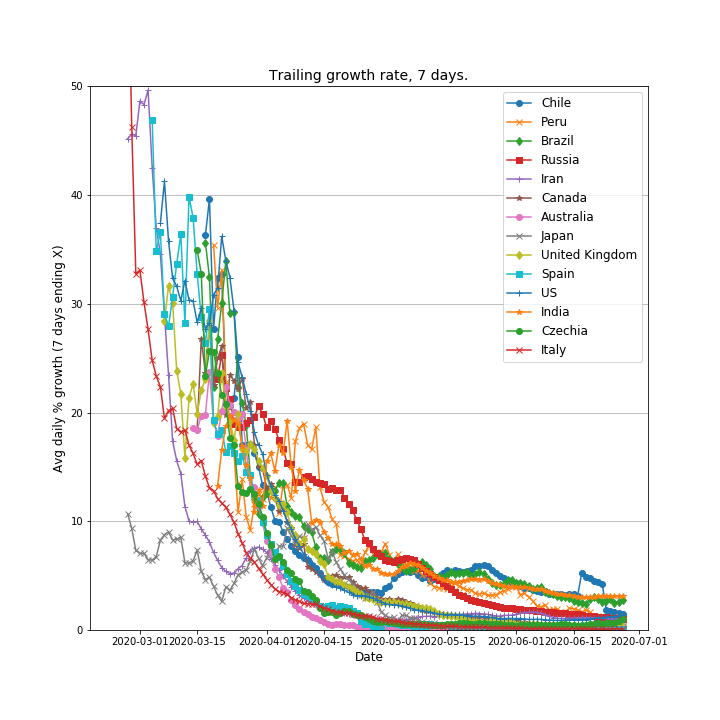 Trailing growth rate, 7 days.
50
40
30
20
10
0
Avg daily % growth (7 days ending X)
Chile
Peru
Brazil
Russia
Iran
Canada
Australia
Japan
United Kingdom
Spain
US
India
Czechia
Italy
2020-03-01 2020-03-15 2020-04-01 2020-04-15 2020-05-01 2020-05-15 2020-06-01 2020-06-15 2020-07-01
Date